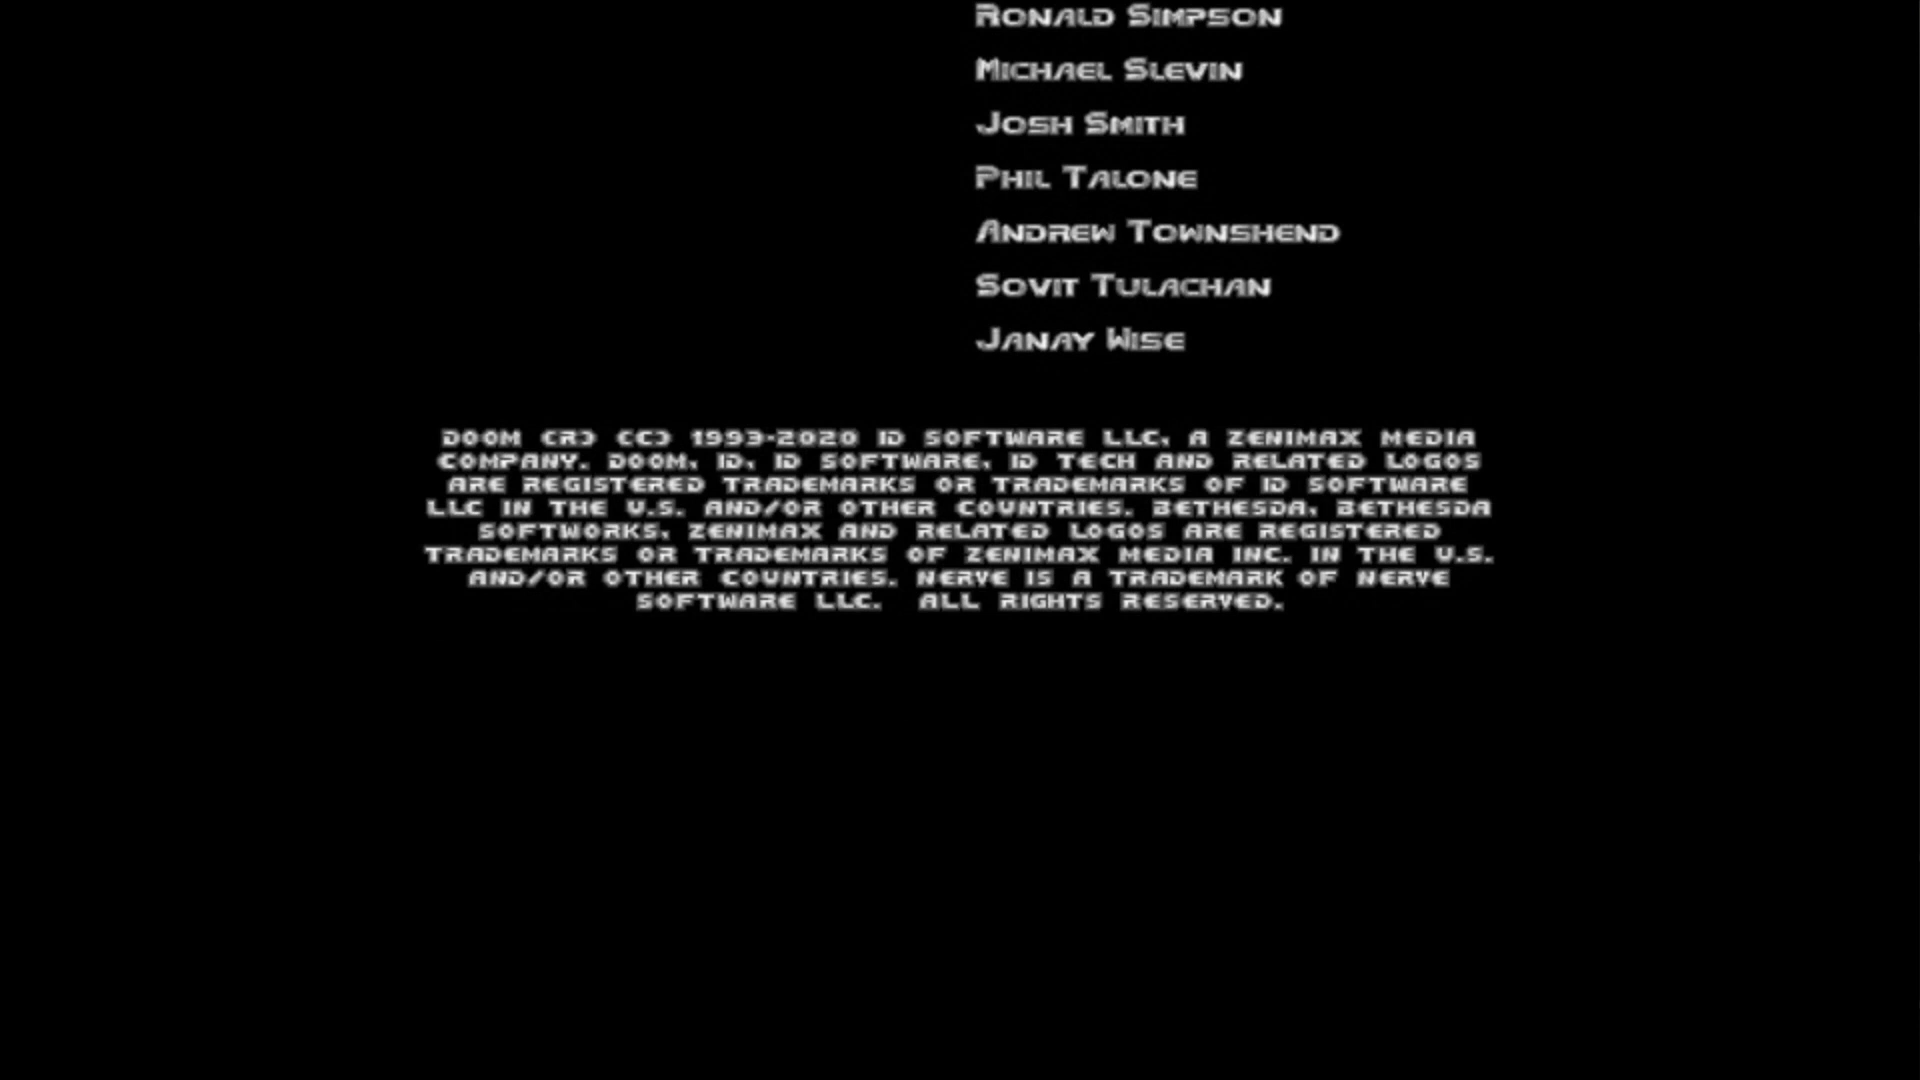 Ronald Simpson
Michael Slevin
Josh Smith
Phil Talone
Andrew Townshend
Sovit Tulachan
Janay Wise
DOOM (R) (C) 1993-2020 ID SOFTWARE LLC, A ZENIMAX MEDIA
COMPANY. DOOM, ID, ID SOFTWARE, ID TECH AND RELATED LOGOS
ARE REGISTERED TRADEMARKS OR TRADEMARKS OF ID SOFTWARE
LLC IN THE U.S. AND/OR OTHER COUNTRIES. BETHESDA, BETHESDA
SOFTWORKS, ZENIMAX AND RELATED LOGOS ARE REGISTERED
TRADEMARKS OR TRADEMARKS OF ZENIMAX MEDIA INC. IN THE U.S.
AND/OR OTHER COUNTRIES. NERVE IS A TRADEMARK OF NERVE
SOFTWARE LLC. ALL RIGHTS RESERVED.